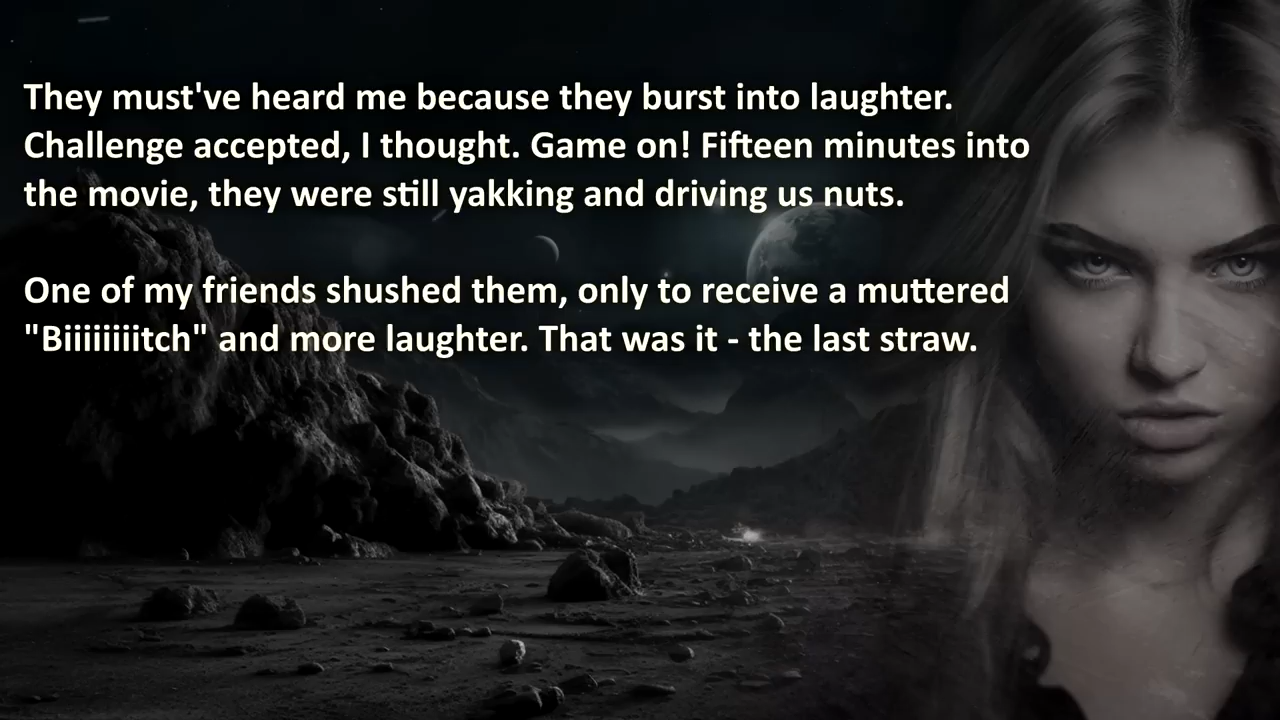 They must've heard me because they burst into laughter.
Challenge accepted, I thought. Game on! Fifteen minutes into
the movie, they were still yakking and driving us nuts.
One of my friends shushed them, only to receive a muttered
"Biiiiiiiitch" and more laughter. That was it - the last straw.